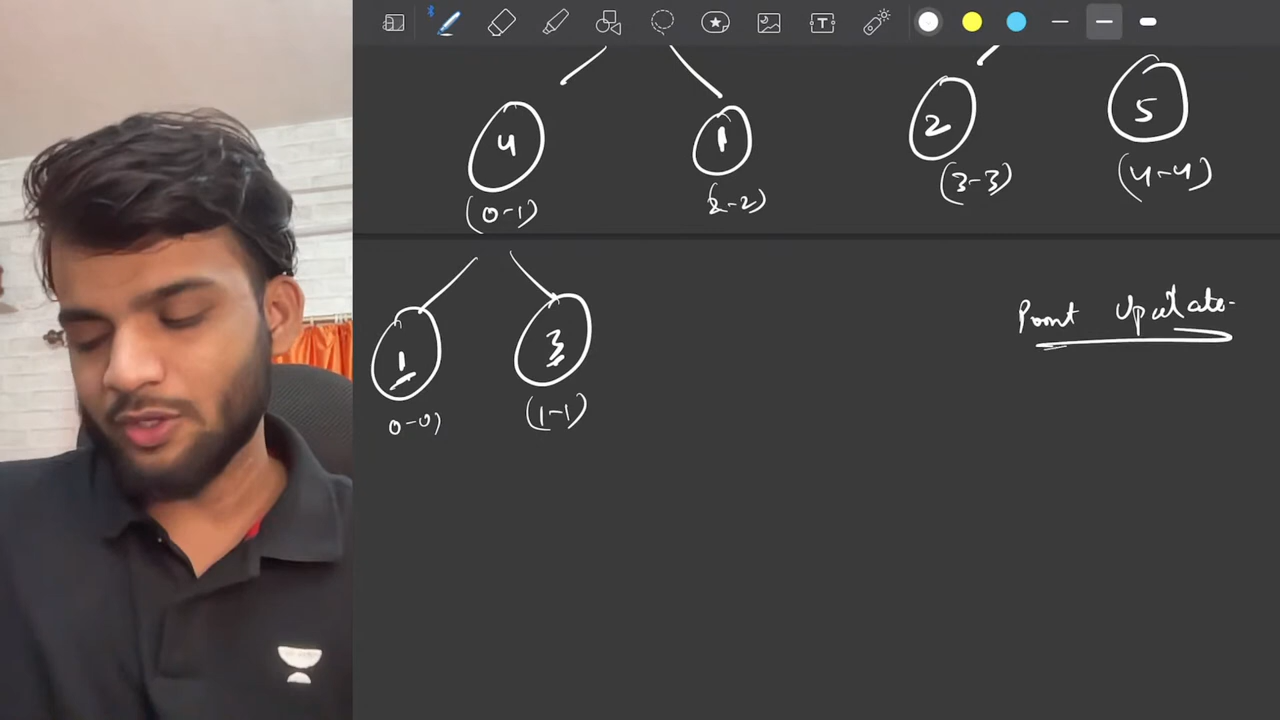 4 1 2 5
(0-1) (2-2) (3-3) (4-4)
Point Update-
1 3
0-0) (1-1)